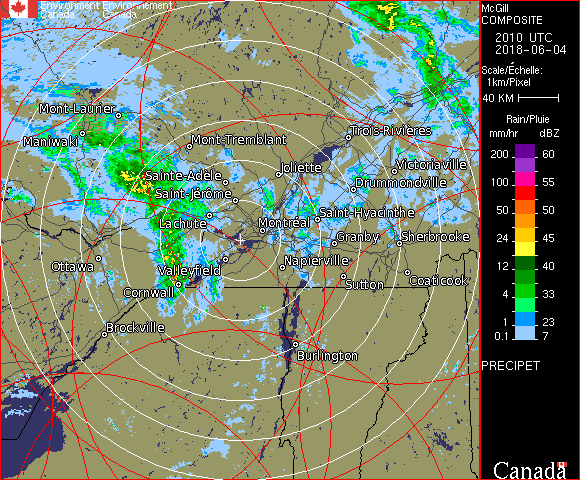 Environment Environnement
Canada Canada
McGill
COMPOSITE
2010 UTC
2018-06-04
Scale/Échelle:
1km/Pixel
40 KM
Rain/Pluie
mm/hr dBZ
200 60
100 55
50 50
24 45
12 40
4 33
1 23
0.1 7
PRECIPET
Canada
Mont-Laurier
Maniwaki
Mont-Tremblant
Trois-Rivières
Sainte-Adèle
Joliette
Victoriaville
Saint-Jérôme
Drummondville
Lachute
Montréal
Saint-Hyacinthe
Granby
Sherbrooke
Ottawa
Valleyfield
Napierville
Cornwall
Sutton
Coaticook
Brockville
Burlington